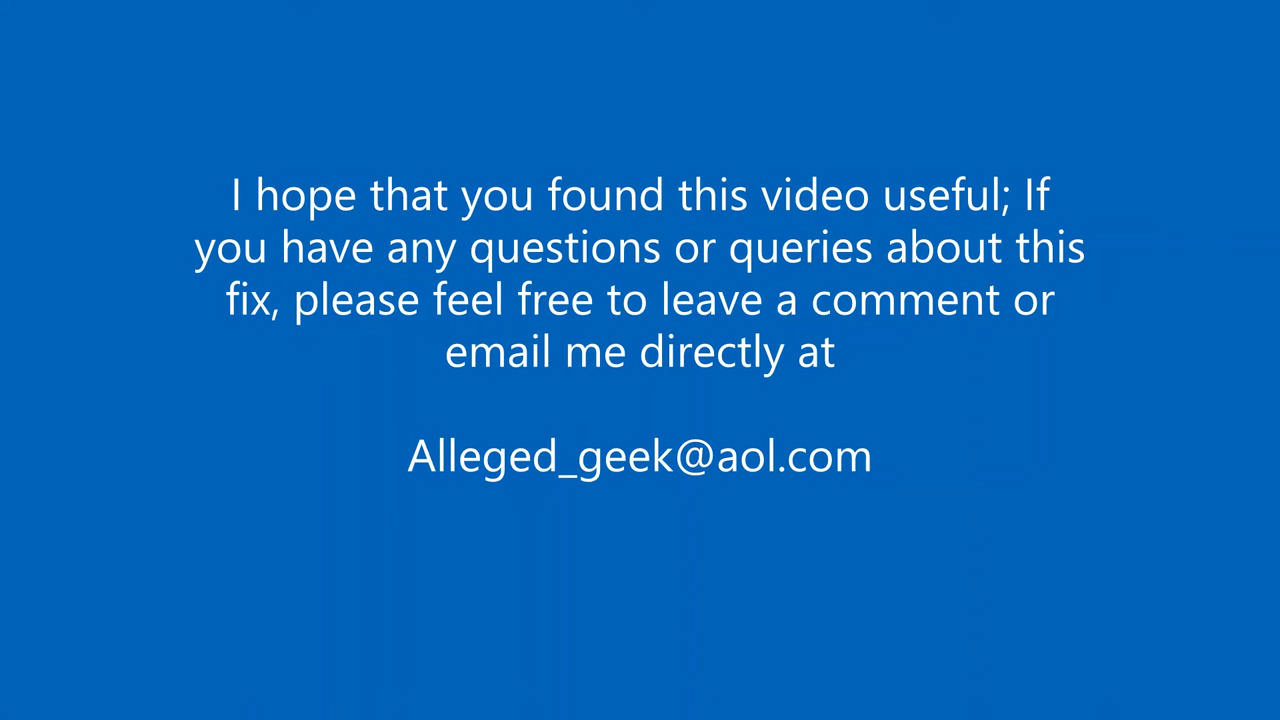 I hope that you found this video useful; If
you have any questions or queries about this
fix, please feel free to leave a comment or
email me directly at
Alleged_geek@aol.com